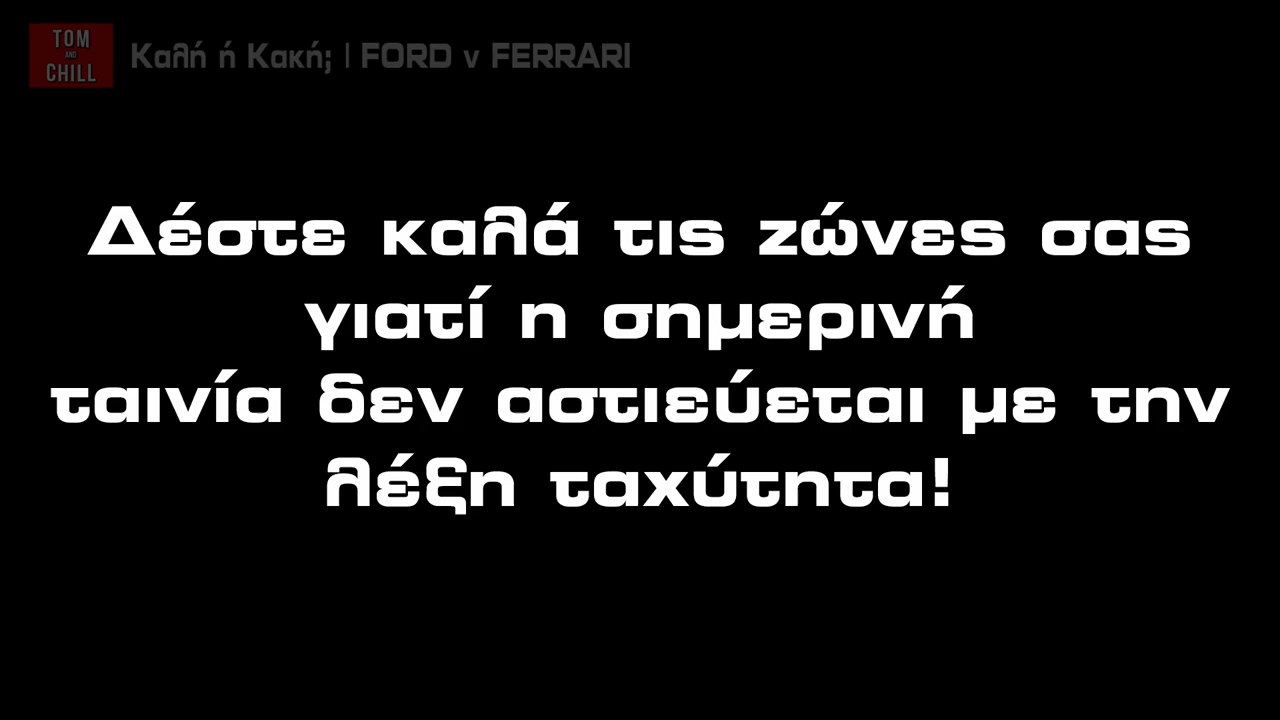 TOM
AND
CHILL
Καλή ή Κακή; | FORD v FERRARI
Δέστε καλά τις ζώνες σας
γιατί η σημερινή
ταινία δεν αστιεύεται με την
λέξη ταχύτητα!